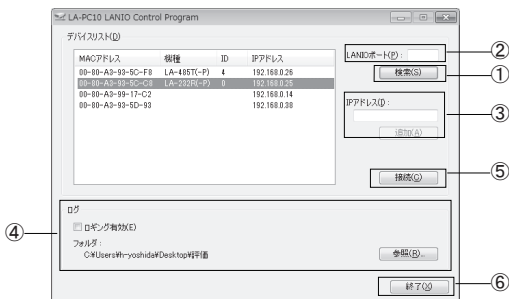 LA-PC10 LANIO Control Program
デバイスリスト(D)
MACアドレス 機種 ID IPアドレス
00-80-A3-93-5C-F8 LA-485T(-P) 4 192.168.0.26
00-80-A3-93-5C-C8 LA-232R(-P) 0 192.168.0.25
00-80-A3-99-17-C2 192.168.0.14
00-80-A3-93-5D-93 192.168.0.38
LANIOポート(P):
②
検索(S)
①
IPアドレス(I):
③
追加(A)
接続(C)
⑤
ログ
④
ロギング有効(E)
フォルダ:
C:¥Users¥h-yoshida¥Desktop¥評価
参照(R)...
終了(X)
⑥